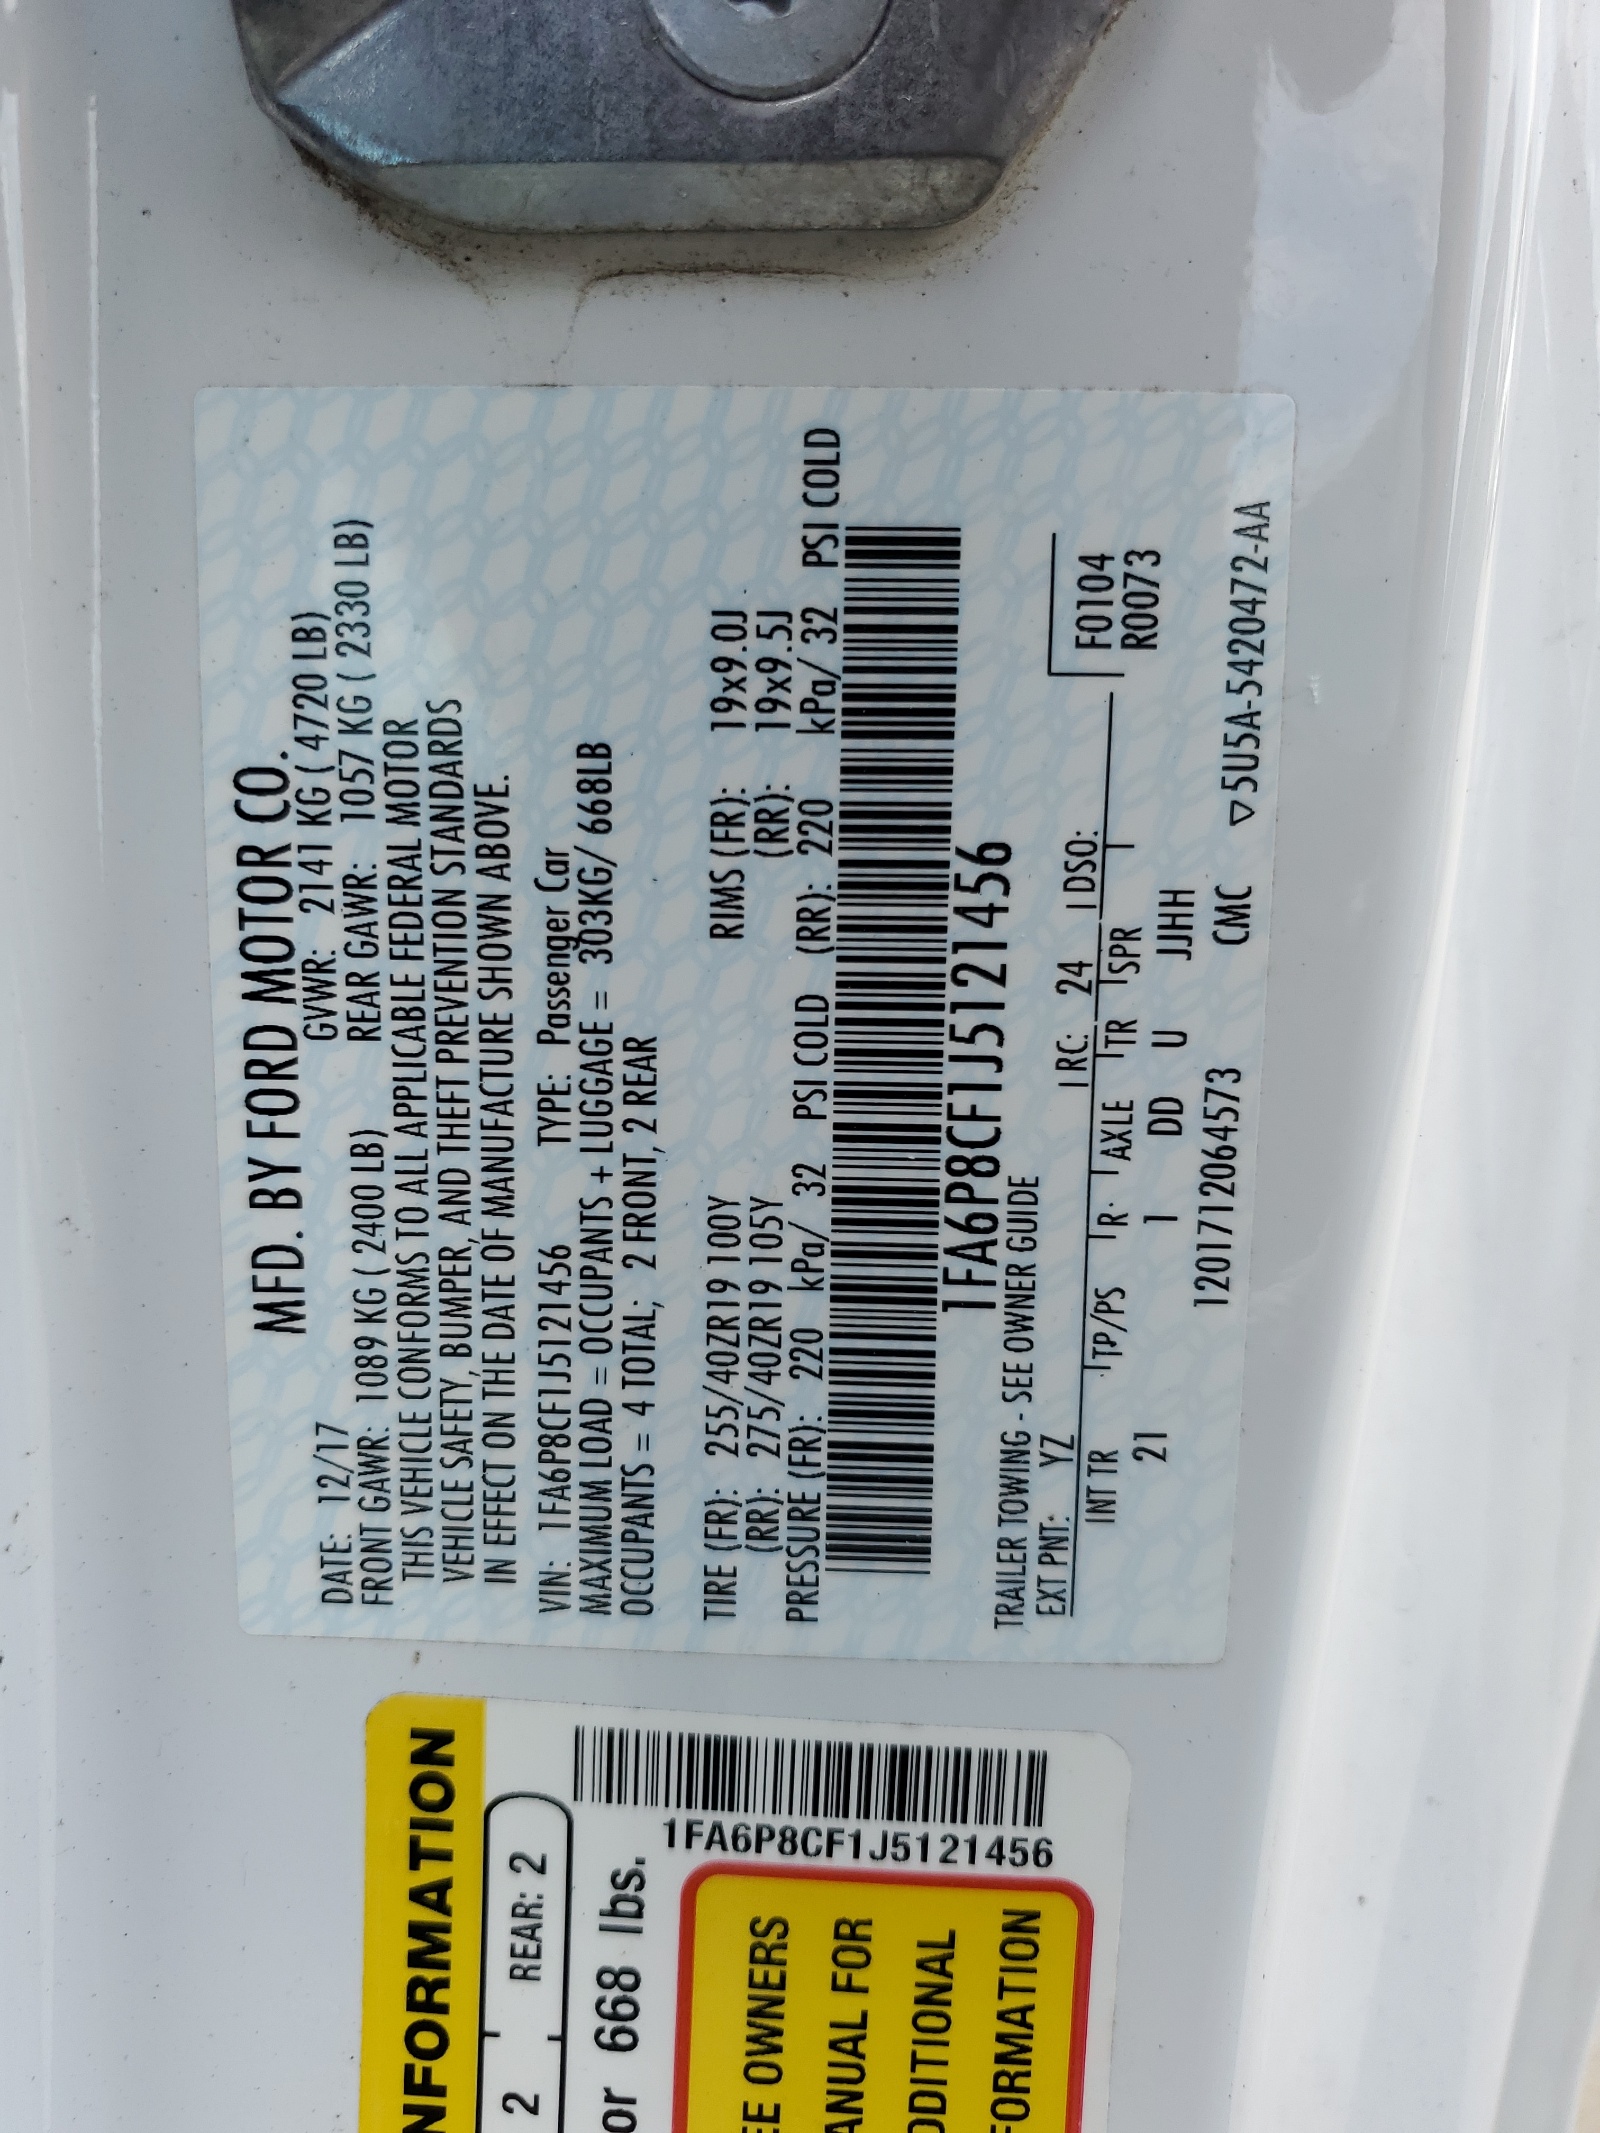 MFD. BY FORD MOTOR CO.
DATE: 12/17 GVWR: 2141 KG ( 4720 LB)
FRONT GAWR: 1089 KG ( 2400 LB) REAR GAWR: 1057 KG ( 2330 LB)
THIS VEHICLE CONFORMS TO ALL APPLICABLE FEDERAL MOTOR
VEHICLE SAFETY, BUMPER, AND THEFT PREVENTION STANDARDS
IN EFFECT ON THE DATE OF MANUFACTURE SHOWN ABOVE.
VIN: 1FA6P8CF1J5121456 TYPE: Passenger Car
MAXIMUM LOAD = OCCUPANTS + LUGGAGE = 303KG/ 668LB
OCCUPANTS = 4 TOTAL; 2 FRONT, 2 REAR
TIRE (FR): 255/40ZR19 100Y RIMS (FR): 19x9.0J
(RR): 275/40ZR19 105Y (RR): 19x9.5J
PRESSURE (FR): 220 kPa/ 32 PSI COLD (RR): 220 kPa/ 32 PSI COLD
1FA6P8CF1J5121456
TRAILER TOWING - SEE OWNER GUIDE
EXT PNT: YZ RC: 24 DSO:
INT TR TP/PS R. AXLE TR SPR F0104
21 1 DD U JJHH R0073
1201712064573 CMC ▽5U5A-5420472-AA
NFORMATION
2 REAR: 2
or 668 lbs.
1FA6P8CF1J5121456
EE OWNERS
ANUAL FOR
DDITIONAL
FORMATION